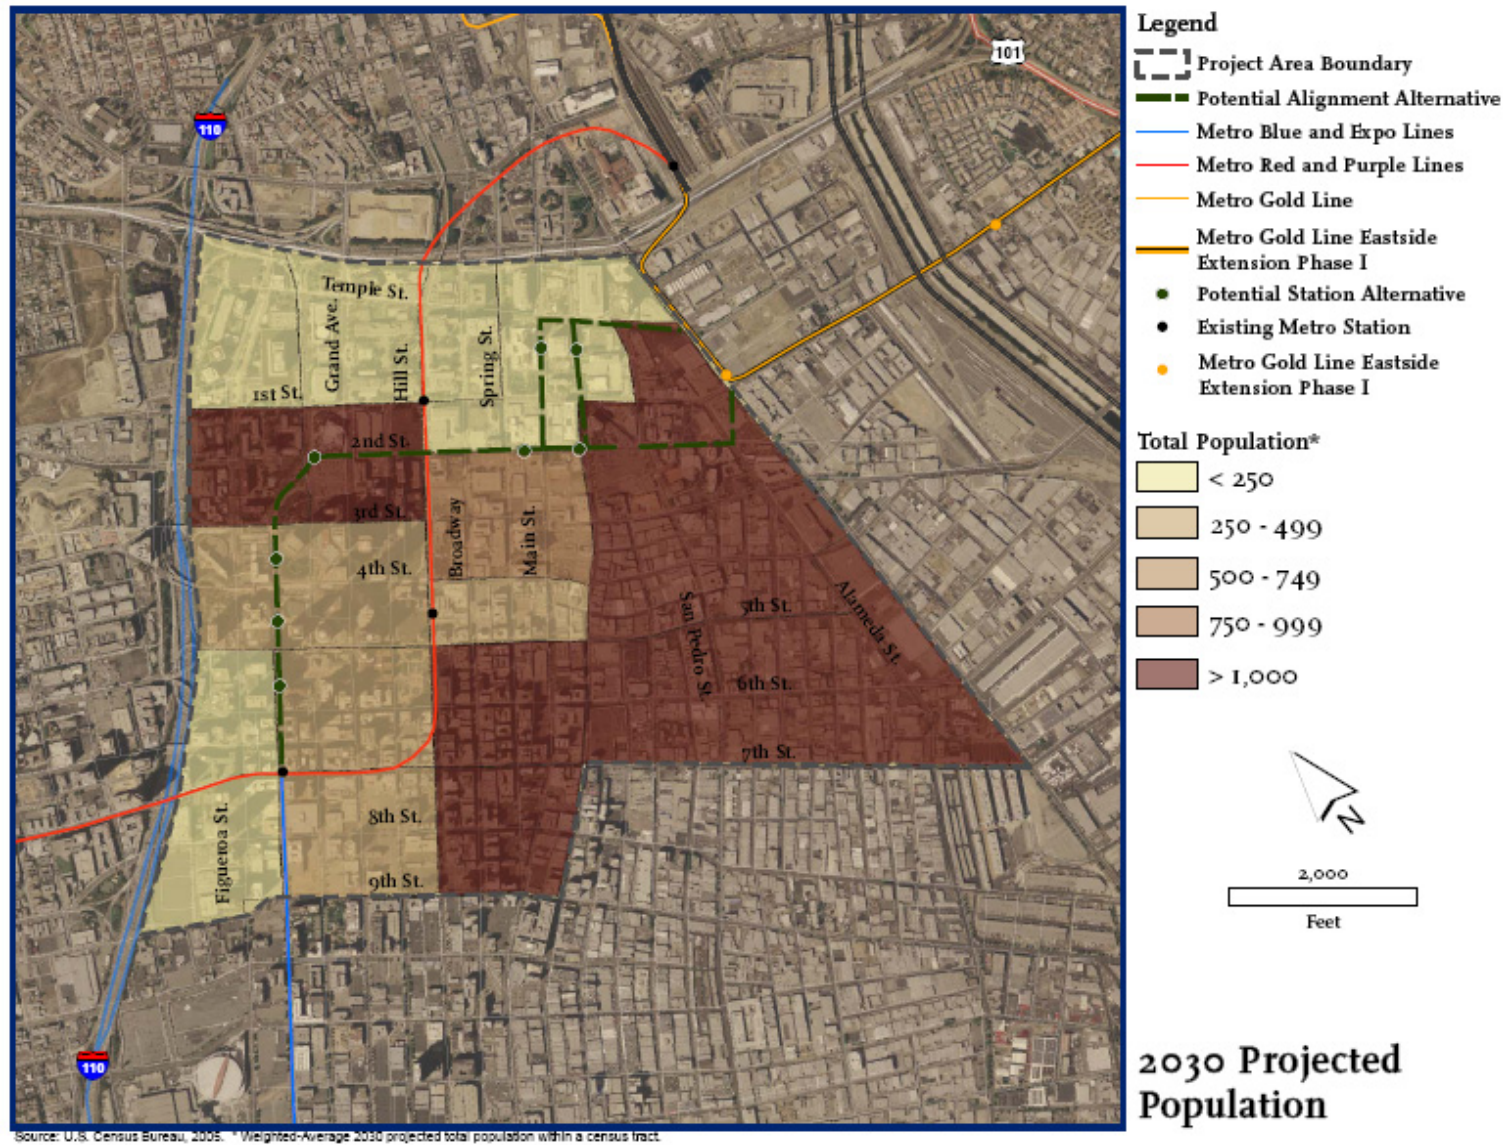 Legend
Project Area Boundary
Potential Alignment Alternative
Metro Blue and Expo Lines
Metro Red and Purple Lines
Metro Gold Line
Metro Gold Line Eastside
Extension Phase I
Potential Station Alternative
Existing Metro Station
Metro Gold Line Eastside
Extension Phase I
Total Population*
< 250
250 - 499
500 - 749
750 - 999
> 1,000
N
2,000
Feet
2030 Projected
Population
101
110
Temple St.
Grand Ave.
Hill St.
Spring St.
1st St.
2nd St.
3rd St.
Broadway
Main St.
4th St.
5th St.
San Pedro St.
Alameda St.
6th St.
7th St.
8th St.
Figueroa St.
9th St.
110
Source: U.S. Census Bureau, 2005. * Weighted-Average 2030 projected total population within a census tract.